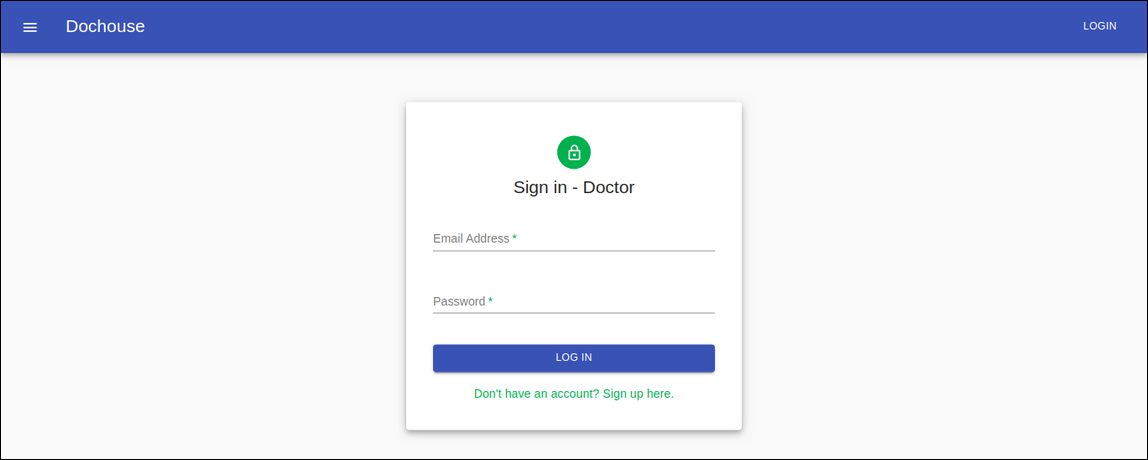 Dochouse
LOGIN
Sign in - Doctor
Email Address *
Password *
LOG IN
Don't have an account? Sign up here.